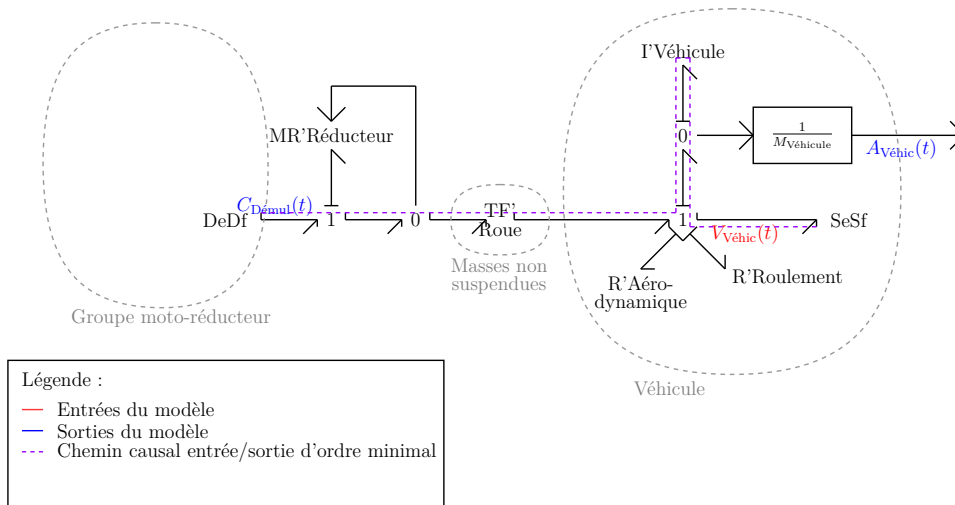 I'Véhicule
MR'Réducteur
0
1
M_Véhicule
A_Véhic(t)
C_Démul(t)
DeDf
1
0
TF'
Roue
1
V_Véhic(t)
SeSf
Masses non
suspendues
R'Aéro-
dynamique
R'Roulement
Groupe moto-réducteur
Véhicule
Légende :
Entrées du modèle
Sorties du modèle
Chemin causal entrée/sortie d'ordre minimal